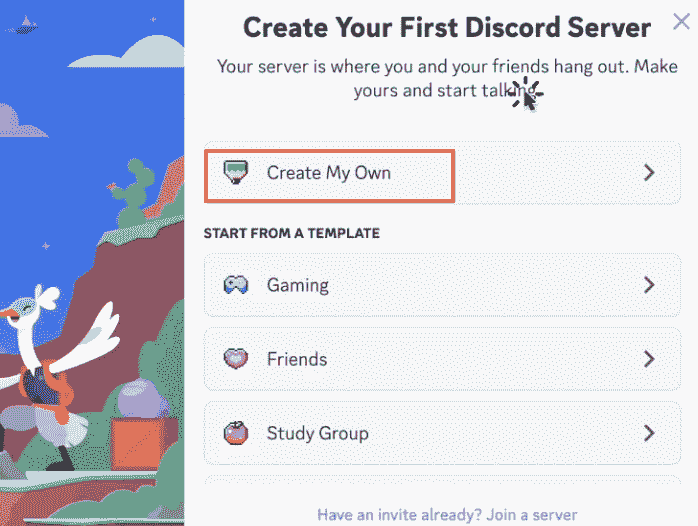 Create Your First Discord Server
Your server is where you and your friends hang out. Make
yours and start talking.
Create My Own
START FROM A TEMPLATE
Gaming
Friends
Study Group
Have an invite already? Join a server